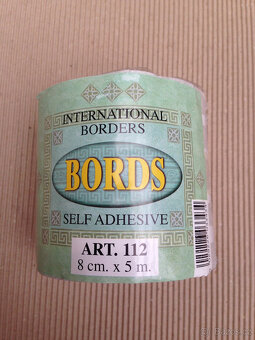 INTERNATIONAL
BORDERS
BORDS
SELF ADHESIVE
ART. 112
8 cm. x 5 m.